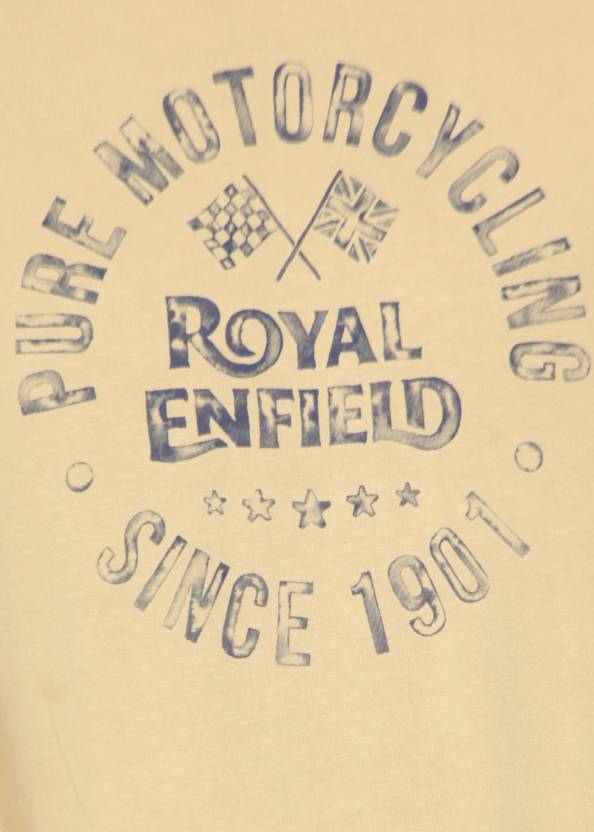 PURE MOTORCYCLING
ROYAL
ENFIELD
SINCE 1901